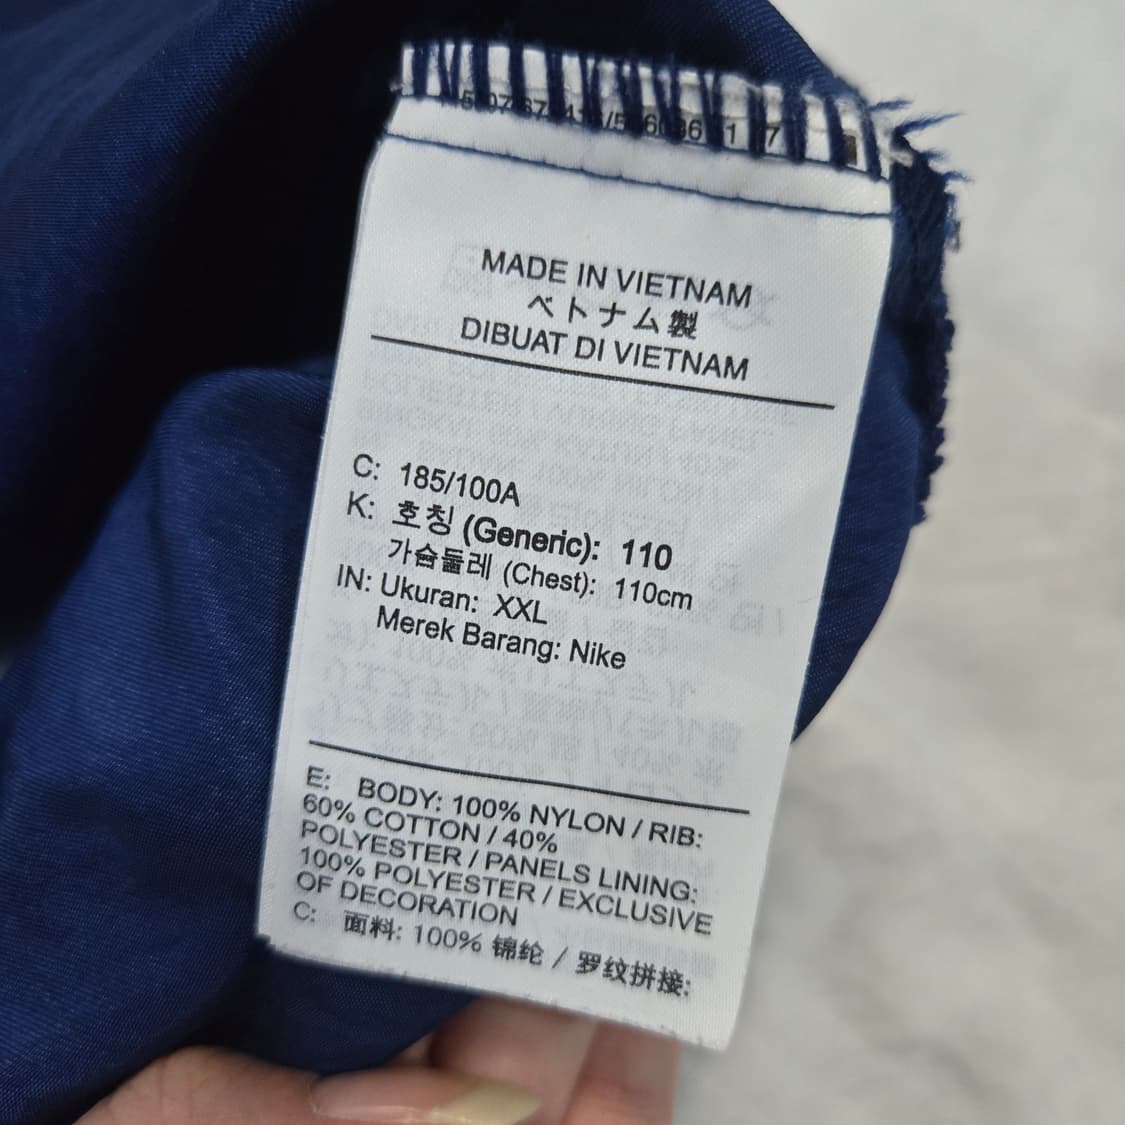 MADE IN VIETNAM
ベトナム製
DIBUAT DI VIETNAM
C: 185/100A
K: 호칭 (Generic): 110
가슴둘레 (Chest): 110cm
IN: Ukuran: XXL
Merek Barang: Nike
E: BODY: 100% NYLON / RIB:
60% COTTON / 40%
POLYESTER / PANELS LINING:
100% POLYESTER / EXCLUSIVE
OF DECORATION
C: 面料: 100% 锦纶 / 罗纹拼接: